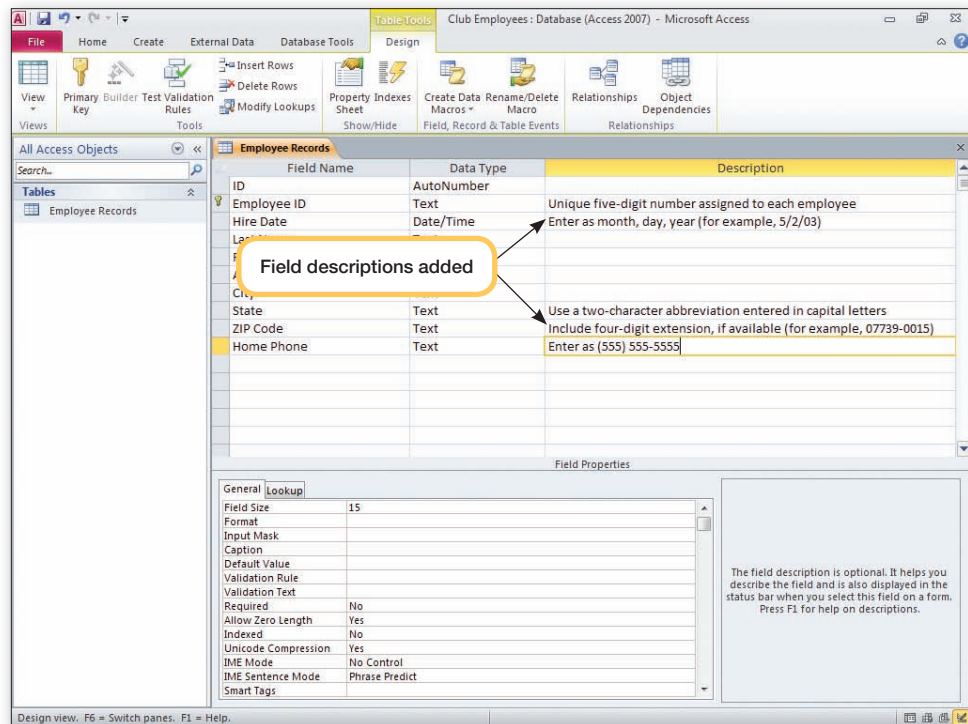 A
Table Tools
Club Employees : Database (Access 2007) - Microsoft Access
File Home Create External Data Database Tools Design
View
Primary Key
Builder
Test Validation Rules
Insert Rows
Delete Rows
Modify Lookups
Property Sheet
Indexes
Create Data Macros
Rename/Delete Macro
Relationships
Object Dependencies
Views Tools Show/Hide Field, Record & Table Events Relationships
All Access Objects
Search...
Tables
Employee Records
Employee Records
Field Name Data Type Description
ID AutoNumber
Employee ID Text Unique five-digit number assigned to each employee
Hire Date Date/Time Enter as month, day, year (for example, 5/2/03)
Field descriptions added
State Text Use a two-character abbreviation entered in capital letters
ZIP Code Text Include four-digit extension, if available (for example, 07739-0015)
Home Phone Text Enter as (555) 555-5555
Field Properties
General Lookup
Field Size 15
Format
Input Mask
Caption
Default Value
Validation Rule
Validation Text
Required No
Allow Zero Length Yes
Indexed No
Unicode Compression Yes
IME Mode No Control
IME Sentence Mode Phrase Predict
Smart Tags
The field description is optional. It helps you
describe the field and is also displayed in the
status bar when you select this field on a form.
Press F1 for help on descriptions.
Design view. F6 = Switch panes. F1 = Help.